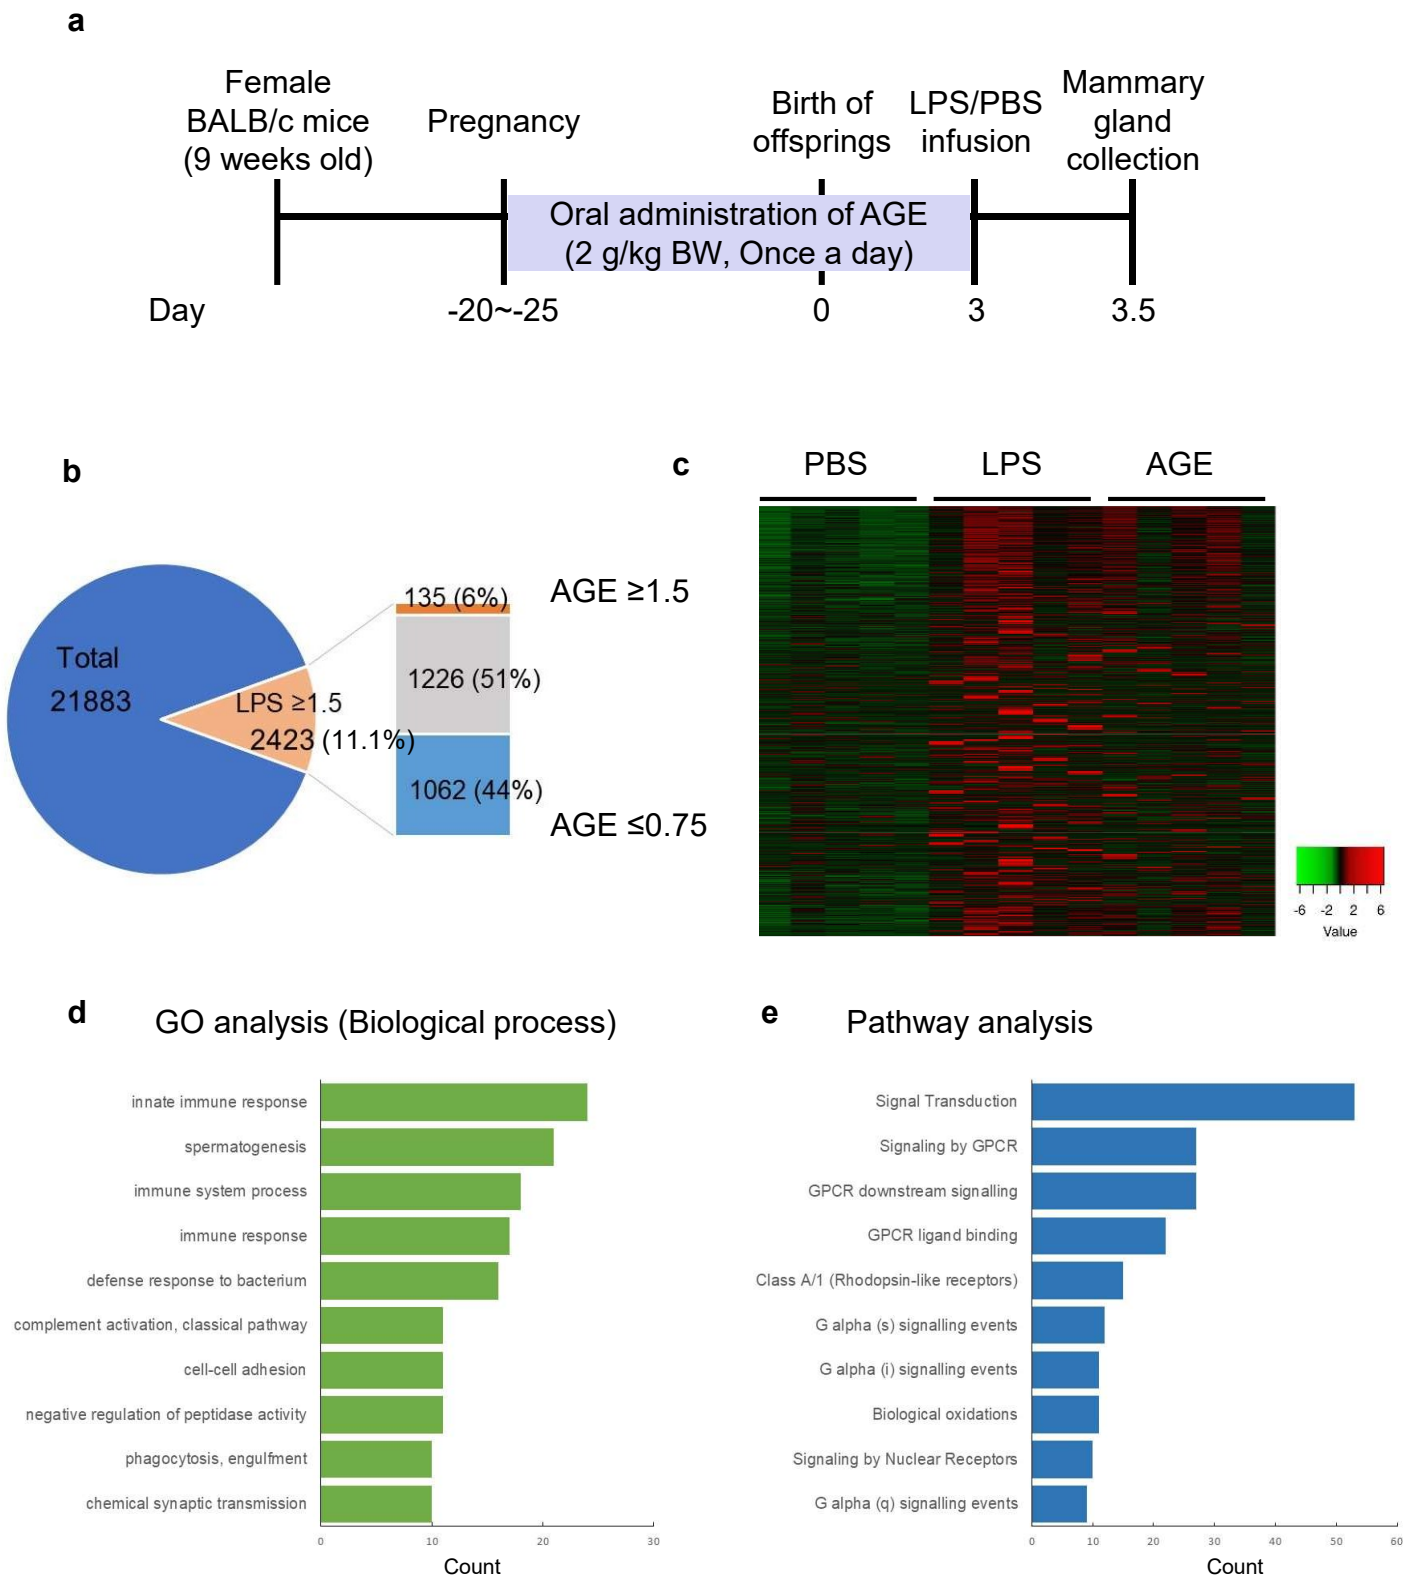 a
Female
BALB/c mice
(9 weeks old)
Pregnancy
Birth of
offsprings
LPS/PBS
infusion
Mammary
gland
collection
Oral administration of AGE
(2 g/kg BW, Once a day)
Day
-20~-25
0
3
3.5
b
Total
21883
LPS ≥1.5
2423 (11.1%)
135 (6%)
1226 (51%)
1062 (44%)
AGE ≥1.5
AGE ≤0.75
c
PBS
LPS
AGE
-6 -2 2 6
Value
d
GO analysis (Biological process)
innate immune response
spermatogenesis
immune system process
immune response
defense response to bacterium
complement activation, classical pathway
cell-cell adhesion
negative regulation of peptidase activity
phagocytosis, engulfment
chemical synaptic transmission
0 10 20 30
Count
e
Pathway analysis
Signal Transduction
Signaling by GPCR
GPCR downstream signalling
GPCR ligand binding
Class A/1 (Rhodopsin-like receptors)
G alpha (s) signalling events
G alpha (i) signalling events
Biological oxidations
Signaling by Nuclear Receptors
G alpha (q) signalling events
0 10 20 30 40 50 60
Count